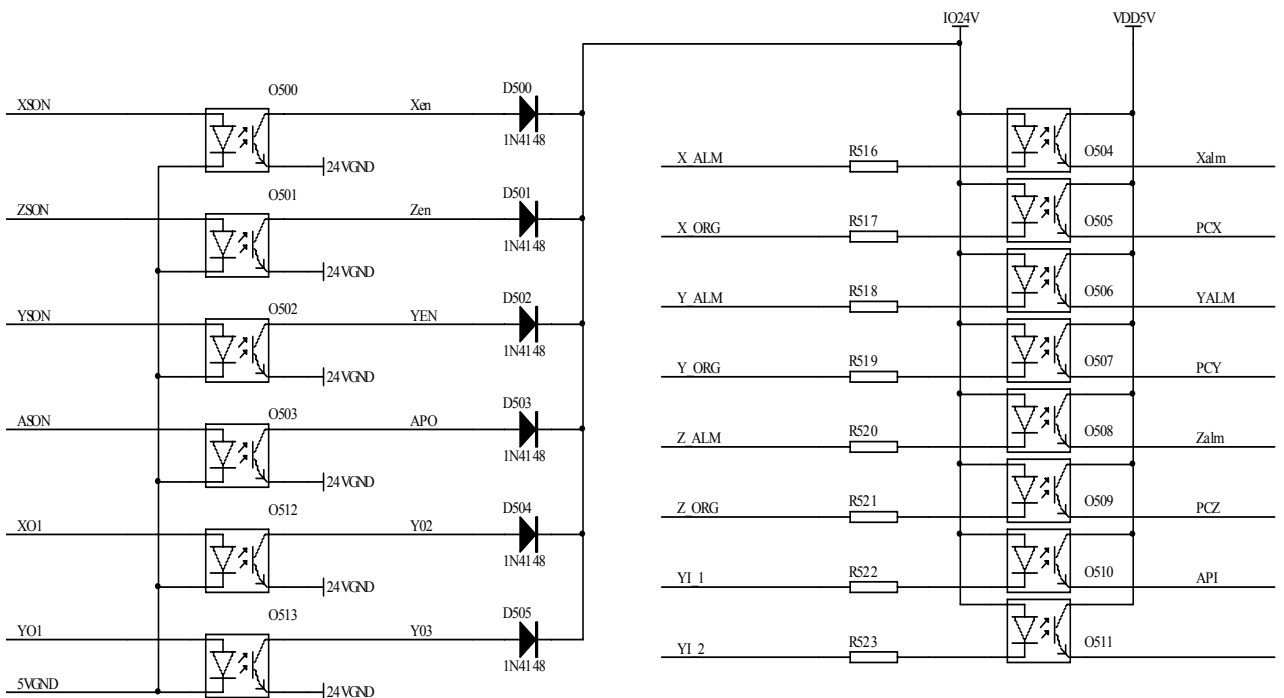 IO24V VDD5V
XSON O500 Xen D500
1N4148
24VGND
X_ALM R516 O504 Xalm
ZSON O501 Zen D501
1N4148
24VGND
X_ORG R517 O505 PCX
YSON O502 YEN D502
1N4148
24VGND
Y_ALM R518 O506 YALM
Y_ORG R519 O507 PCY
ASON O503 APO D503
1N4148
24VGND
Z_ALM R520 O508 Zalm
XO1 O512 Y02 D504
1N4148
24VGND
Z_ORG R521 O509 PCZ
YI_1 R522 O510 API
YO1 O513 Y03 D505
1N4148
YI_2 R523 O511
5VGND 24VGND